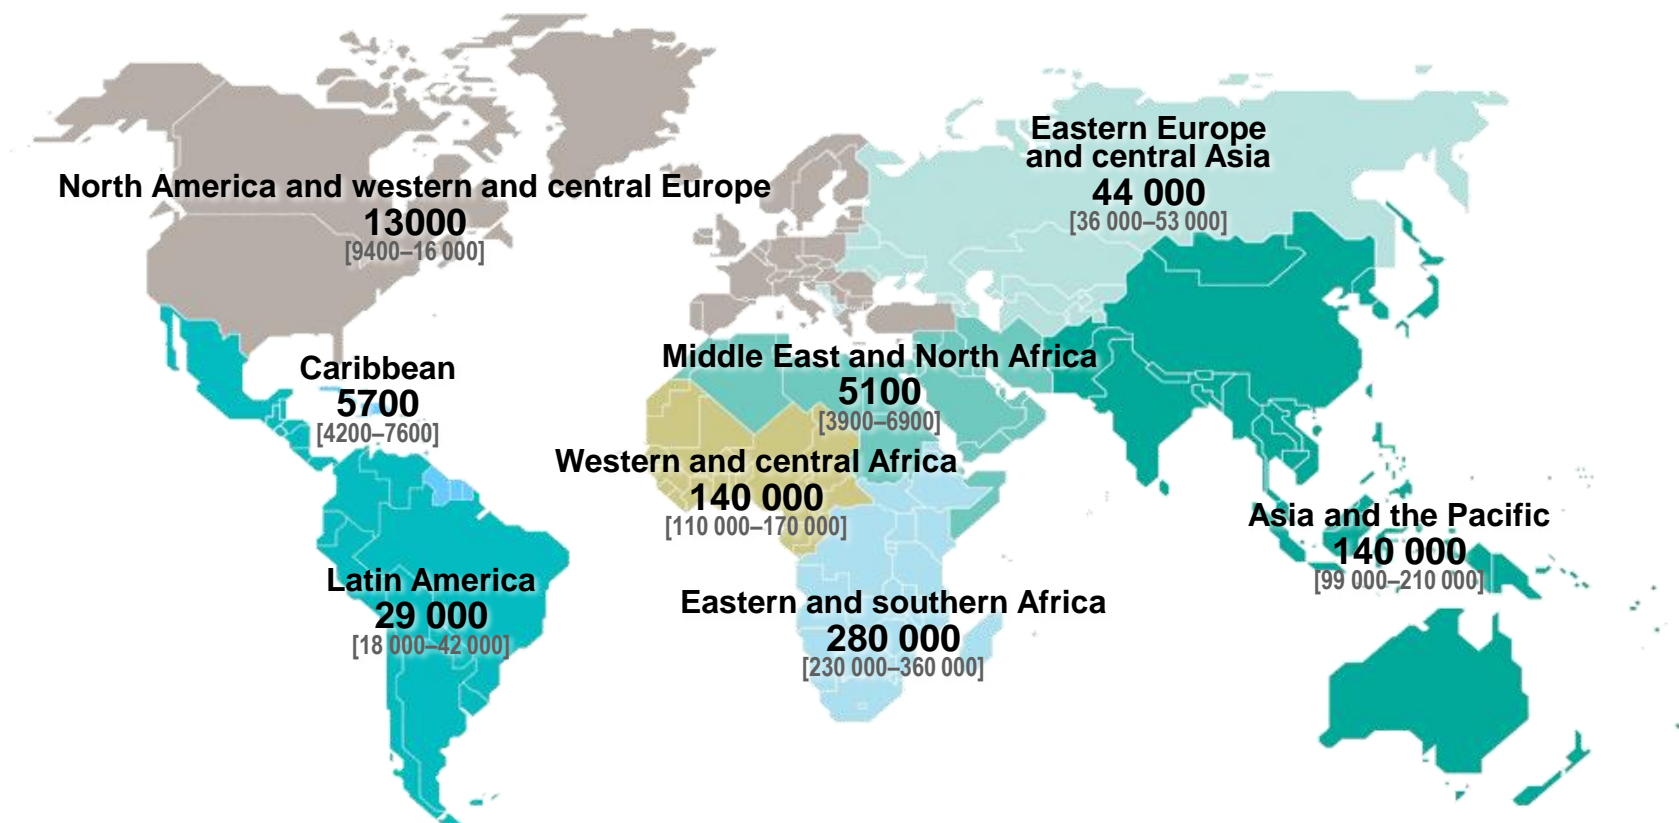 Eastern Europe
and central Asia
44 000
[36 000–53 000]
North America and western and central Europe
13000
[9400–16 000]
Caribbean
5700
[4200–7600]
Middle East and North Africa
5100
[3900–6900]
Western and central Africa
140 000
[110 000–170 000]
Asia and the Pacific
140 000
[99 000–210 000]
Latin America
29 000
[18 000–42 000]
Eastern and southern Africa
280 000
[230 000–360 000]